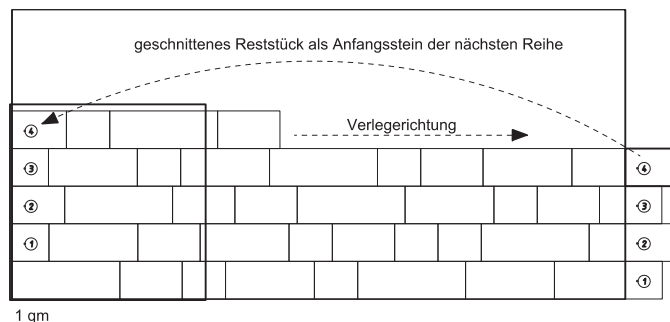 geschnittenes Reststück als Anfangsstein der nächsten Reihe
Verlegerichtung
4
3 4
2 3
1 2
1
1 qm